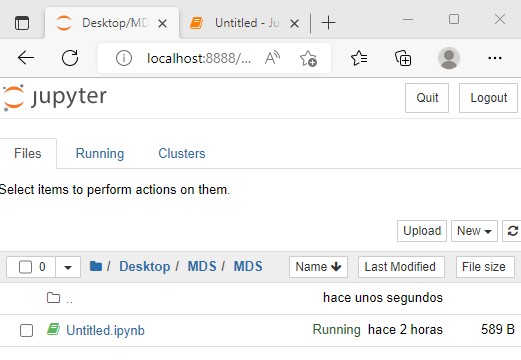 Desktop/MD
Untitled - Ju
localhost:8888/...
jupyter
Quit
Logout
Files
Running
Clusters
Select items to perform actions on them.
Upload
New
0
/ Desktop / MDS / MDS
Name
Last Modified
File size
..
hace unos segundos
Untitled.ipynb
Running hace 2 horas
589 B